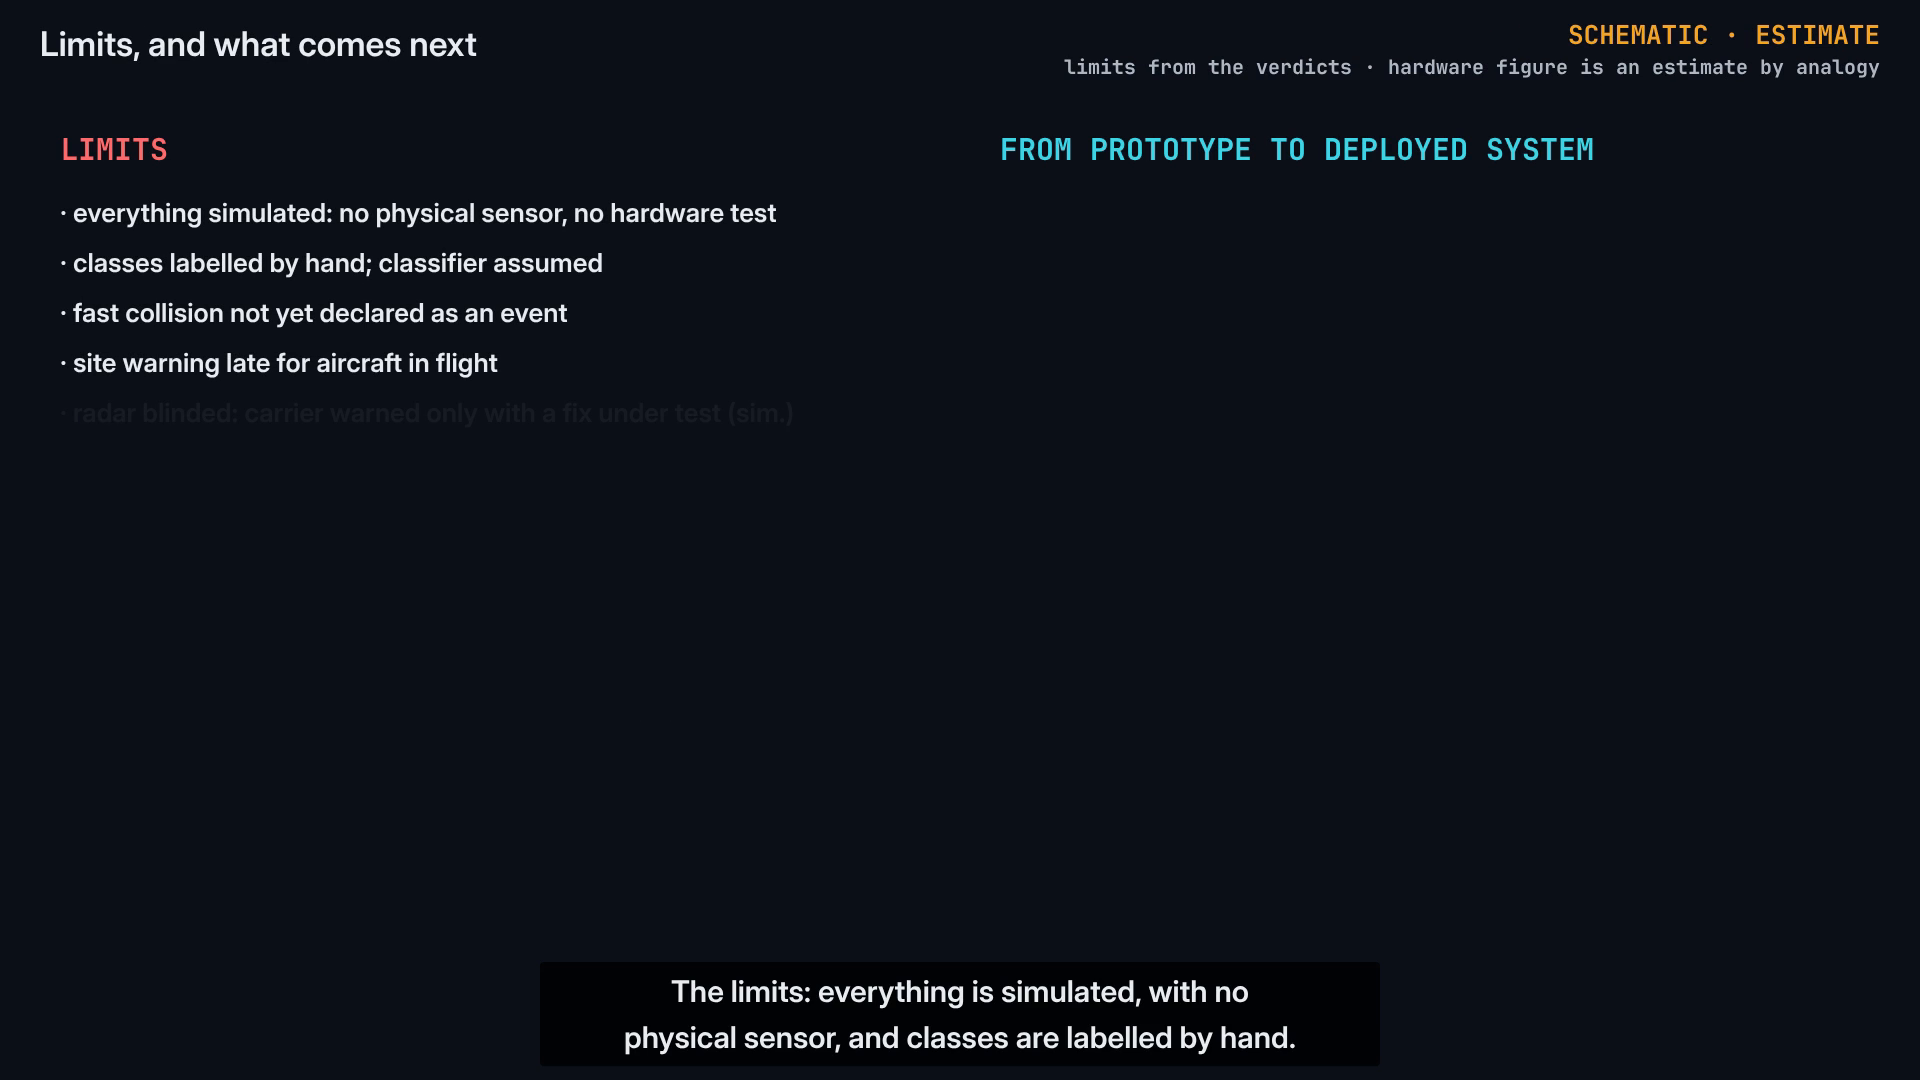 Limits, and what comes next
SCHEMATIC · ESTIMATE
limits from the verdicts · hardware figure is an estimate by analogy
LIMITS
· everything simulated: no physical sensor, no hardware test
· classes labelled by hand; classifier assumed
· fast collision not yet declared as an event
· site warning late for aircraft in flight
· radar blinded: carrier warned only with a fix under test (sim.)
FROM PROTOTYPE TO DEPLOYED SYSTEM
The limits: everything is simulated, with no
physical sensor, and classes are labelled by hand.